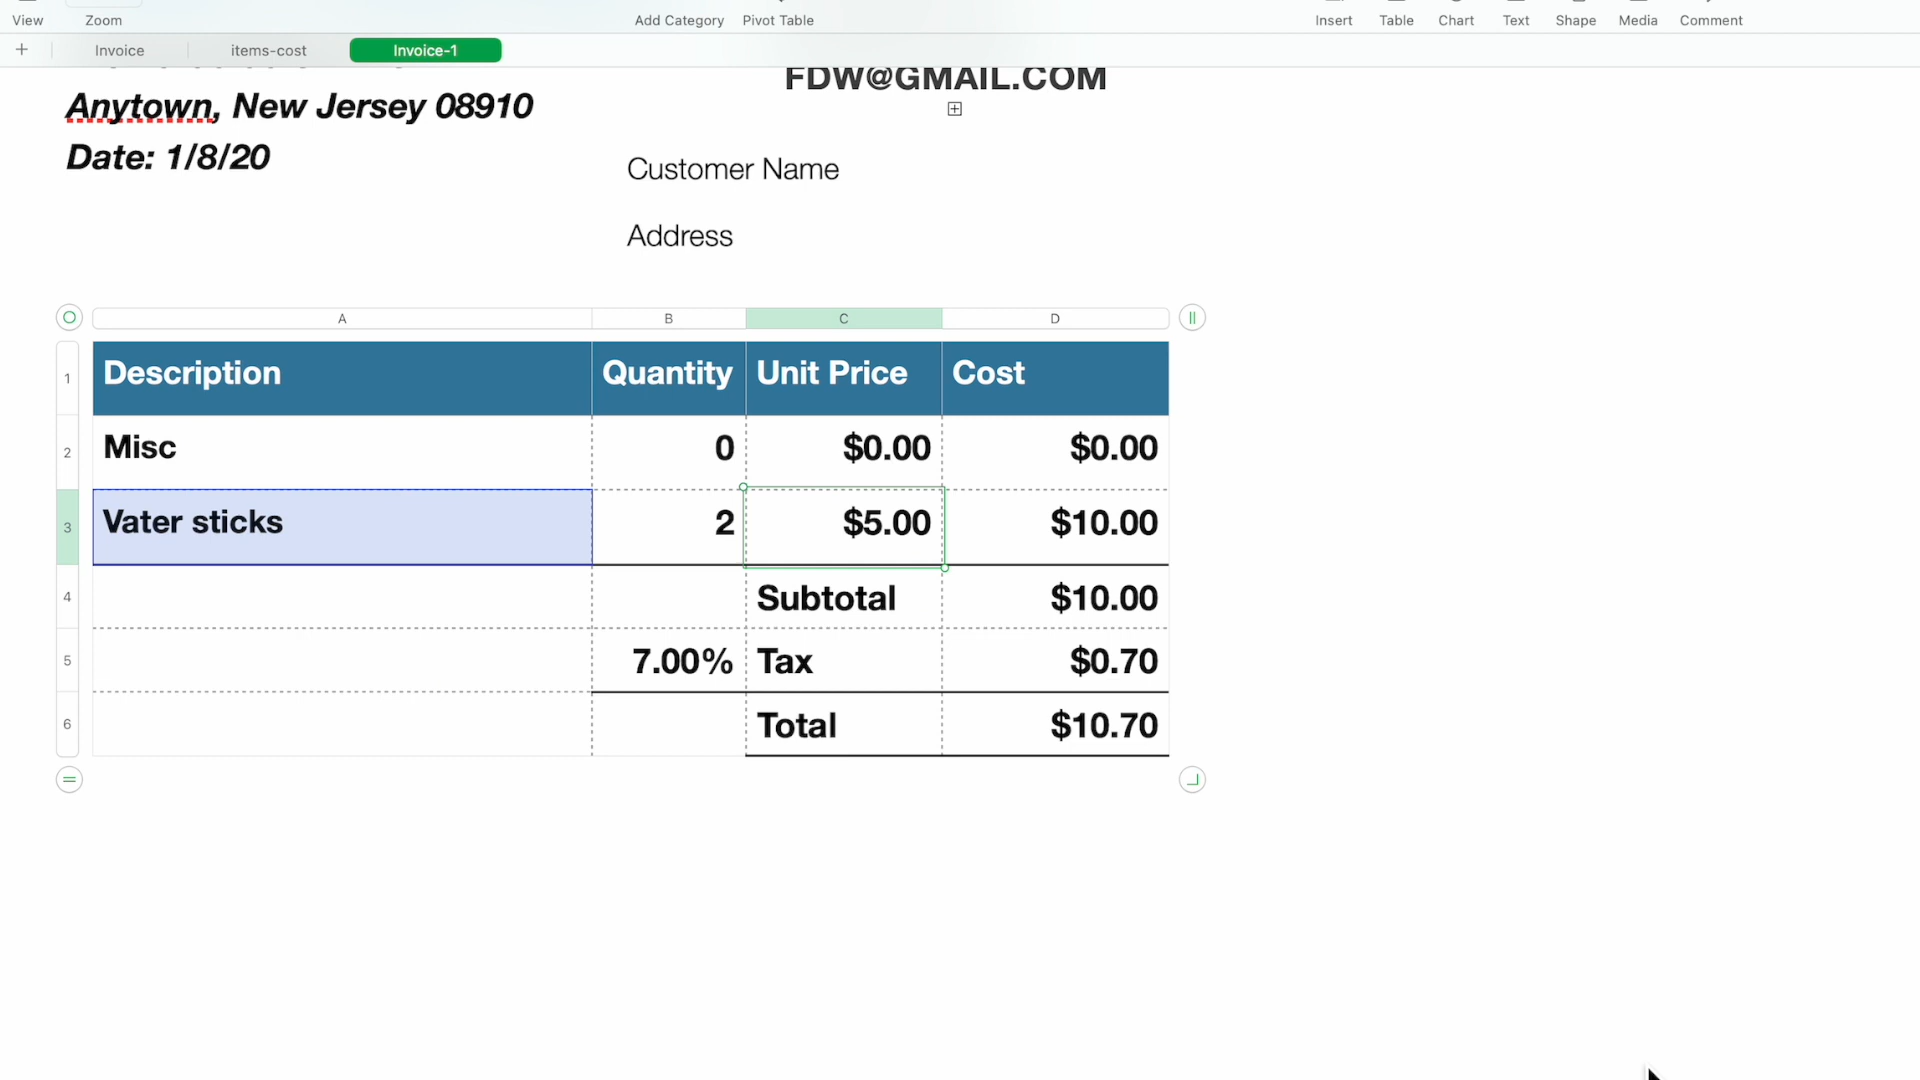 View Zoom Add Category Pivot Table Insert Table Chart Text Shape Media Comment
+ Invoice items-cost Invoice-1
FDW@GMAIL.COM
Anytown, New Jersey 08910
Date: 1/8/20
Customer Name
Address
A B C D
1 Description Quantity Unit Price Cost
2 Misc 0 $0.00 $0.00
3 Vater sticks 2 $5.00 $10.00
4 Subtotal $10.00
5 7.00% Tax $0.70
6 Total $10.70